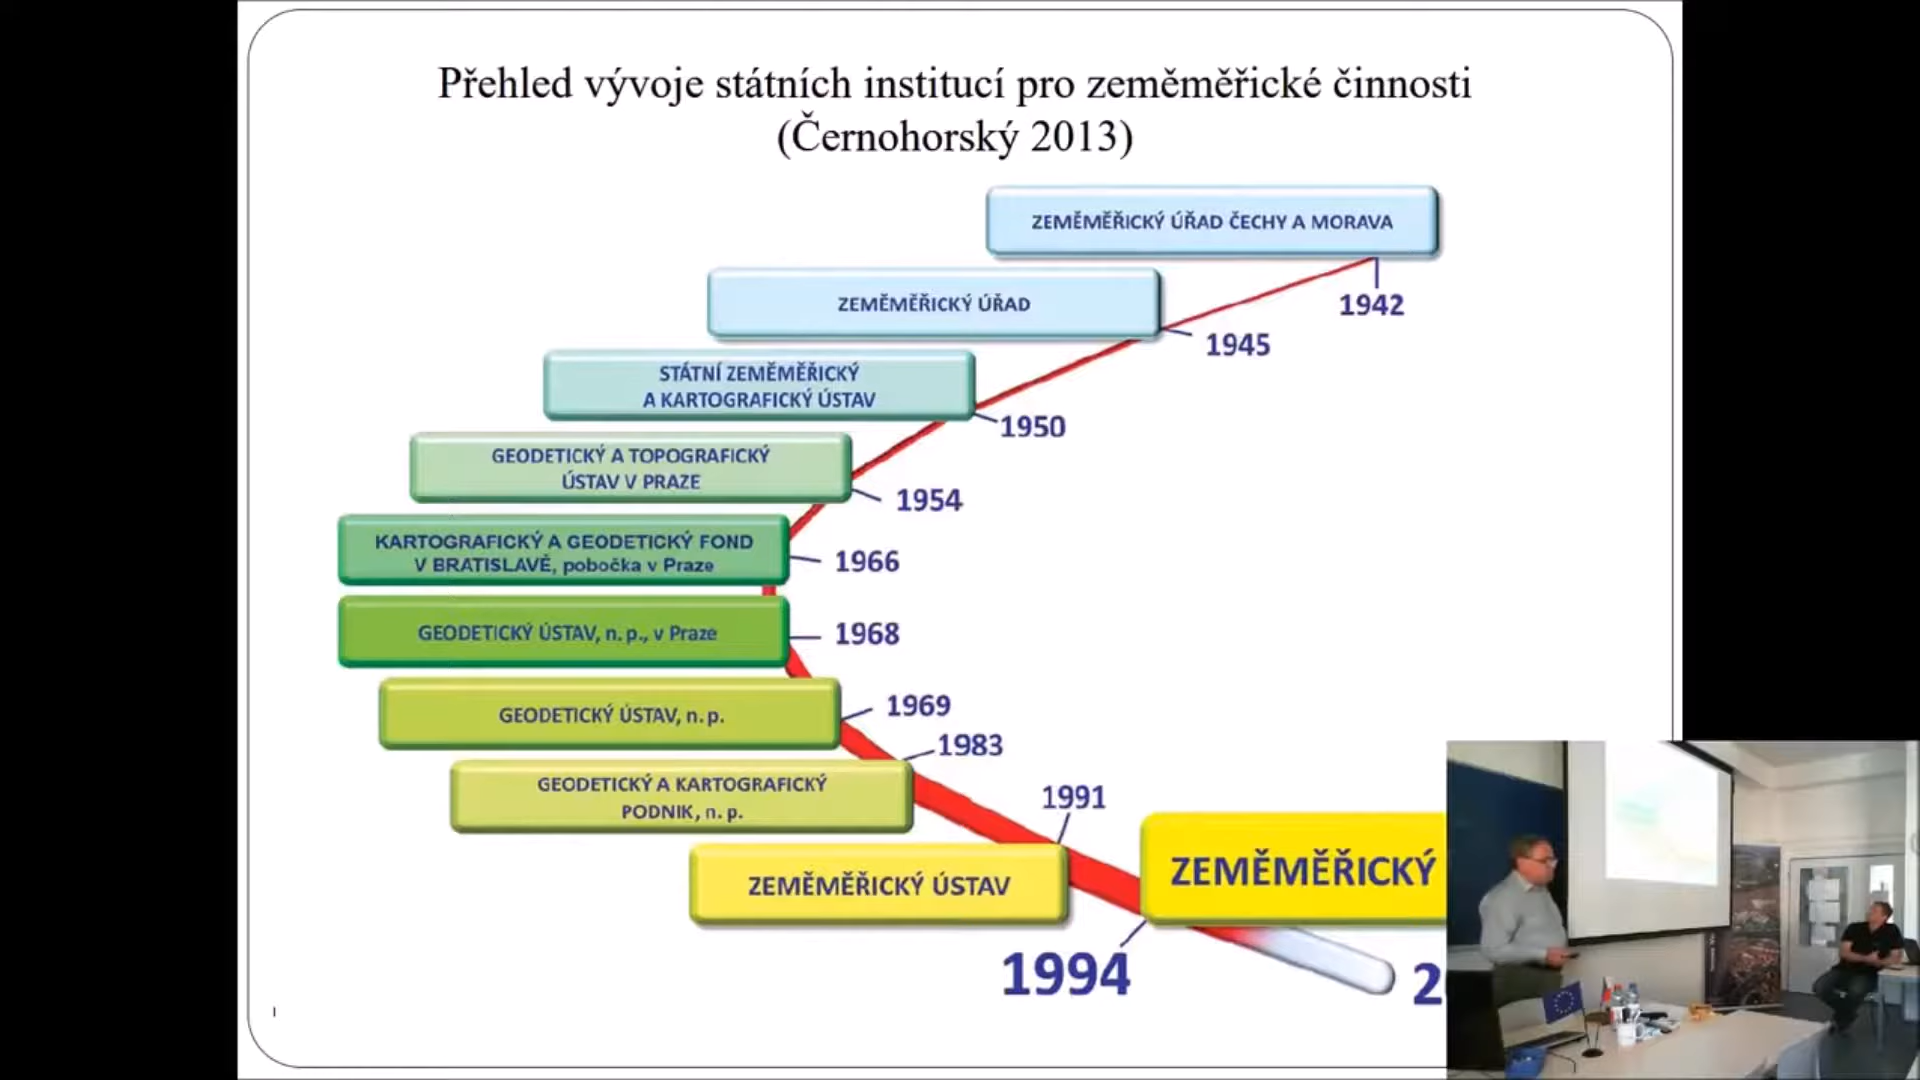 Přehled vývoje státních institucí pro zeměměřické činnosti
(Černohorský 2013)
ZEMĚMĚŘICKÝ ÚŘAD ČECHY A MORAVA
1942
ZEMĚMĚŘICKÝ ÚŘAD
1945
STÁTNÍ ZEMĚMĚŘICKÝ
A KARTOGRAFICKÝ ÚSTAV
1950
GEODETICKÝ A TOPOGRAFICKÝ
ÚSTAV V PRAZE
1954
KARTOGRAFICKÝ A GEODETICKÝ FOND
V BRATISLAVĚ, pobočka v Praze
1966
GEODETICKÝ ÚSTAV, n. p., v Praze
1968
GEODETICKÝ ÚSTAV, n. p.
1969
1983
GEODETICKÝ A KARTOGRAFICKÝ
PODNIK, n. p.
1991
ZEMĚMĚŘICKÝ ÚSTAV
ZEMĚMĚŘICKÝ
1994